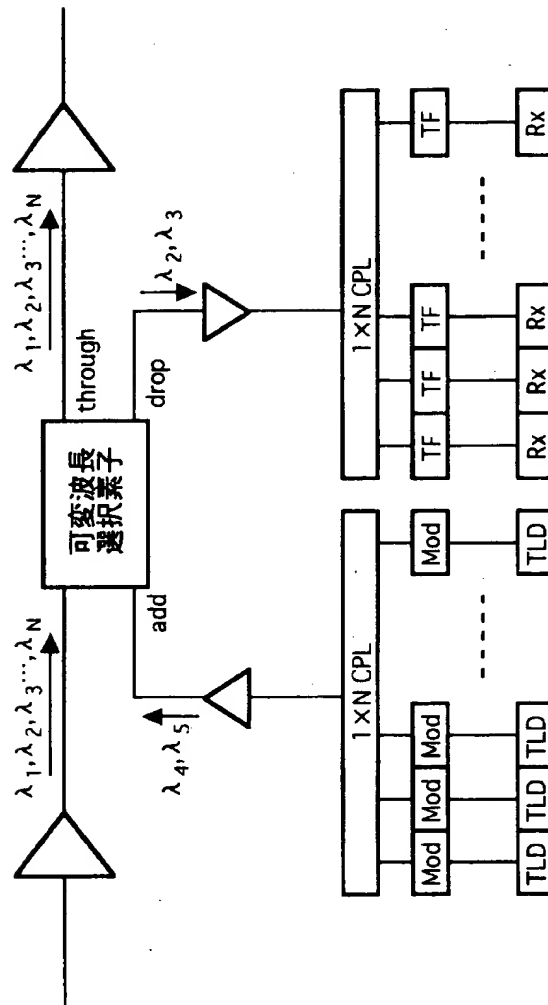 λ1,λ2,λ3…,λN
λ1,λ2,λ3…,λN
可変波長
選択素子
through
add
drop
λ4,λ5
λ2,λ3
1×N CPL
1×N CPL
Mod
Mod
Mod
Mod
TF
TF
TF
TF
TLD
TLD
TLD
TLD
Rx
Rx
Rx
Rx